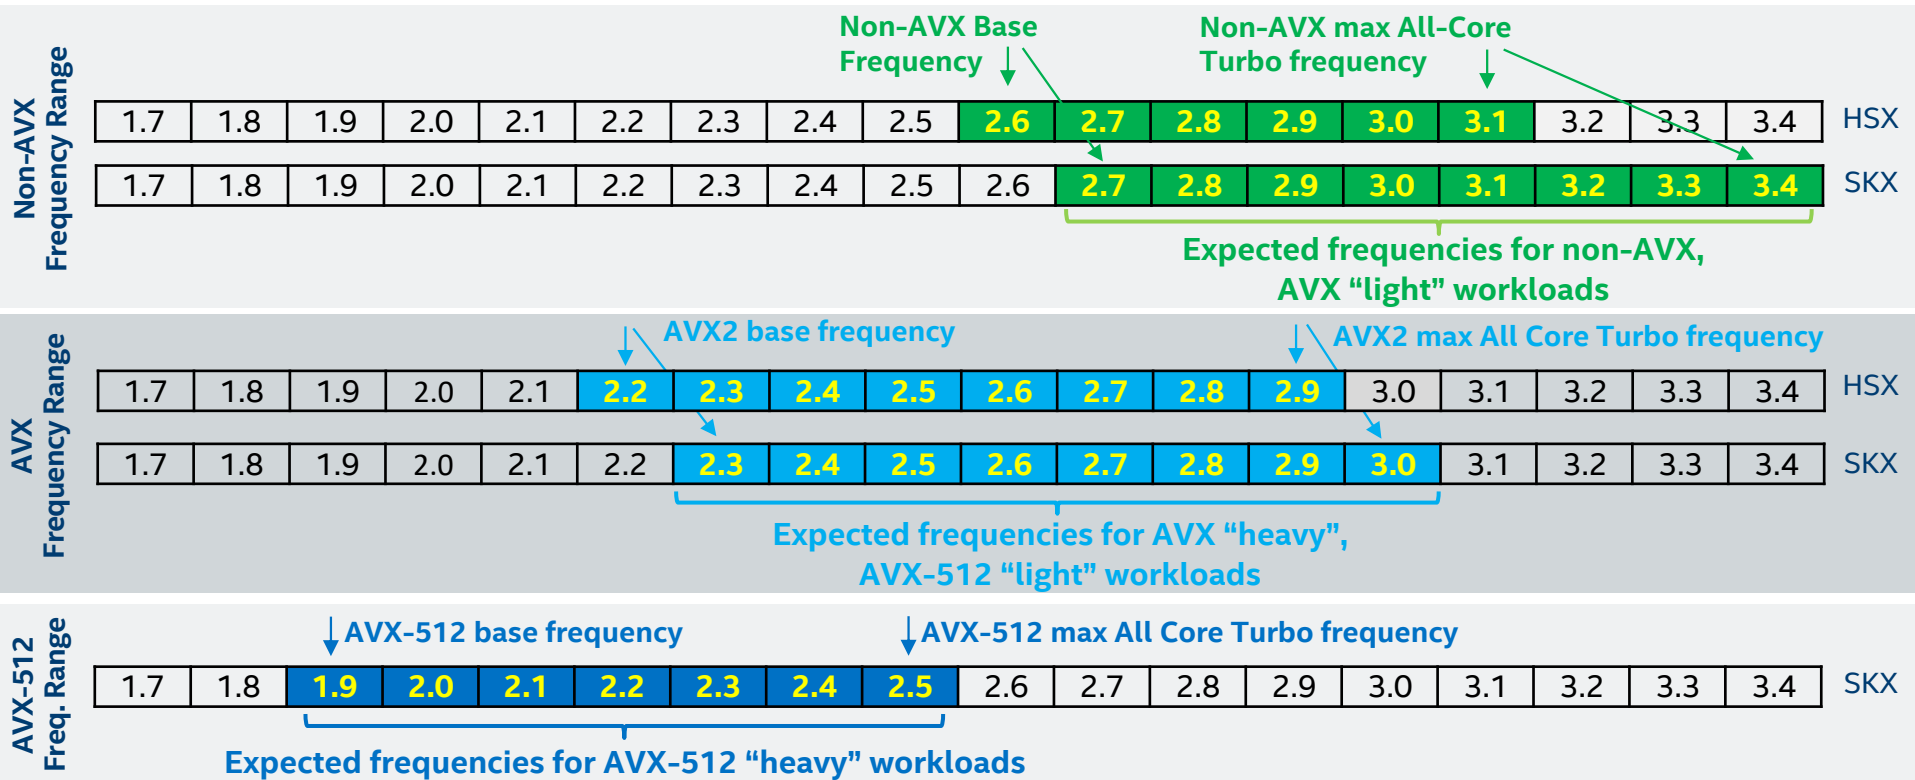 Non-AVX
Frequency Range
Non-AVX Base
Frequency
Non-AVX max All-Core
Turbo frequency
1.7 1.8 1.9 2.0 2.1 2.2 2.3 2.4 2.5 2.6 2.7 2.8 2.9 3.0 3.1 3.2 3.3 3.4 HSX
1.7 1.8 1.9 2.0 2.1 2.2 2.3 2.4 2.5 2.6 2.7 2.8 2.9 3.0 3.1 3.2 3.3 3.4 SKX
Expected frequencies for non-AVX,
AVX “light” workloads
AVX
Frequency Range
AVX2 base frequency
AVX2 max All Core Turbo frequency
1.7 1.8 1.9 2.0 2.1 2.2 2.3 2.4 2.5 2.6 2.7 2.8 2.9 3.0 3.1 3.2 3.3 3.4 HSX
1.7 1.8 1.9 2.0 2.1 2.2 2.3 2.4 2.5 2.6 2.7 2.8 2.9 3.0 3.1 3.2 3.3 3.4 SKX
Expected frequencies for AVX “heavy”,
AVX-512 “light” workloads
AVX-512
Freq. Range
AVX-512 base frequency
AVX-512 max All Core Turbo frequency
1.7 1.8 1.9 2.0 2.1 2.2 2.3 2.4 2.5 2.6 2.7 2.8 2.9 3.0 3.1 3.2 3.3 3.4 SKX
Expected frequencies for AVX-512 “heavy” workloads